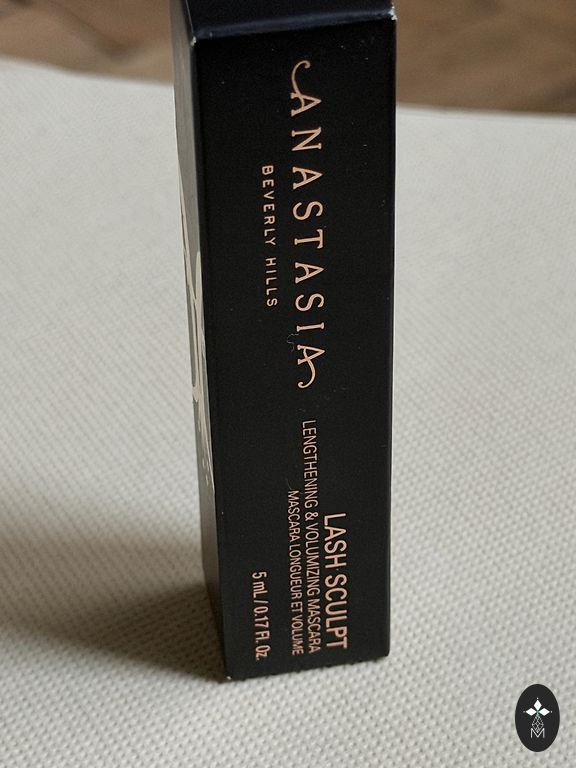 ANASTASIA
BEVERLY HILLS
LASH SCULPT
LENGTHENING & VOLUMIZING MASCARA
MASCARA LONGUEUR ET VOLUME
5 mL / 0.17 Fl. Oz.
M